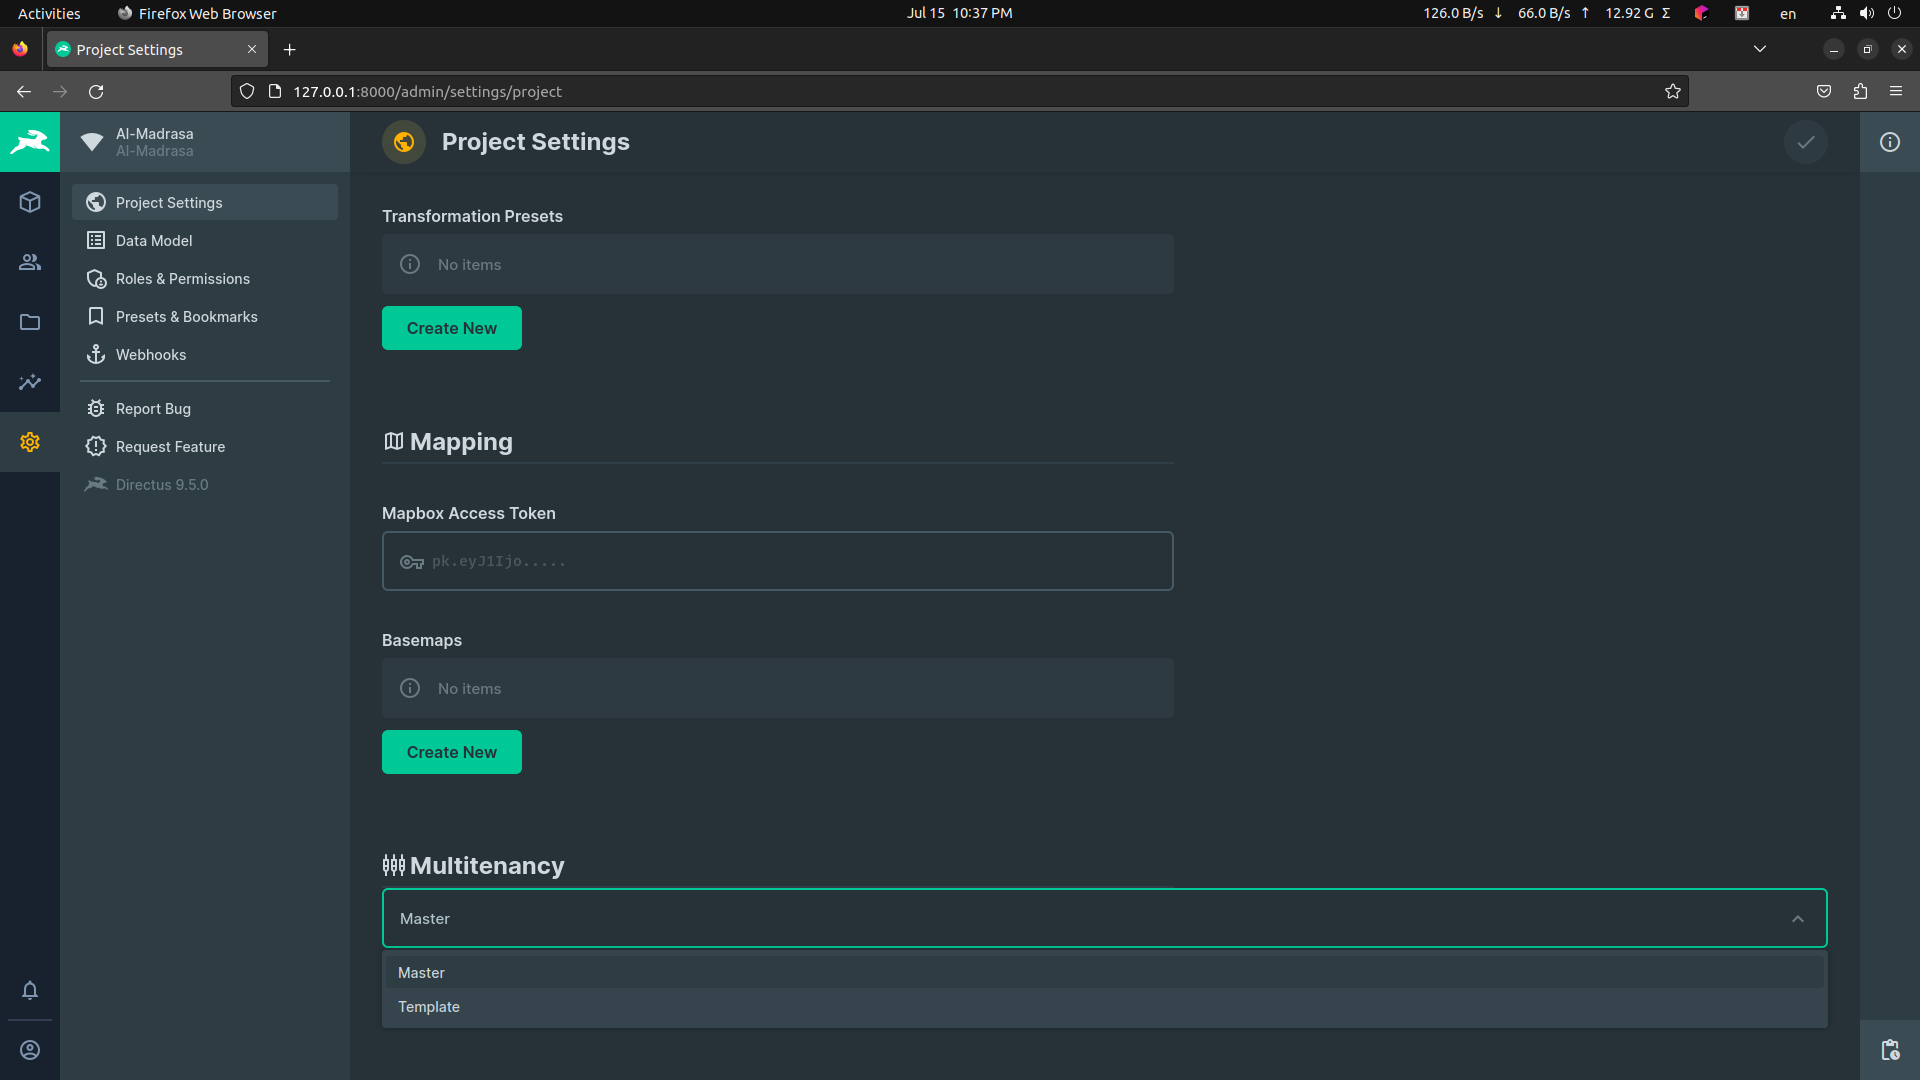 Activities
Firefox Web Browser
Jul 15 10:37 PM
126.0 B/s ↓ 66.0 B/s ↑ 12.92 G Σ
en
Project Settings
127.0.0.1:8000/admin/settings/project
Al-Madrasa
Al-Madrasa
Project Settings
Data Model
Roles & Permissions
Presets & Bookmarks
Webhooks
Report Bug
Request Feature
Directus 9.5.0
Project Settings
Transformation Presets
No items
Create New
Mapping
Mapbox Access Token
pk.eyJ1Ijo.....
Basemaps
No items
Create New
Multitenancy
Master
Master
Template